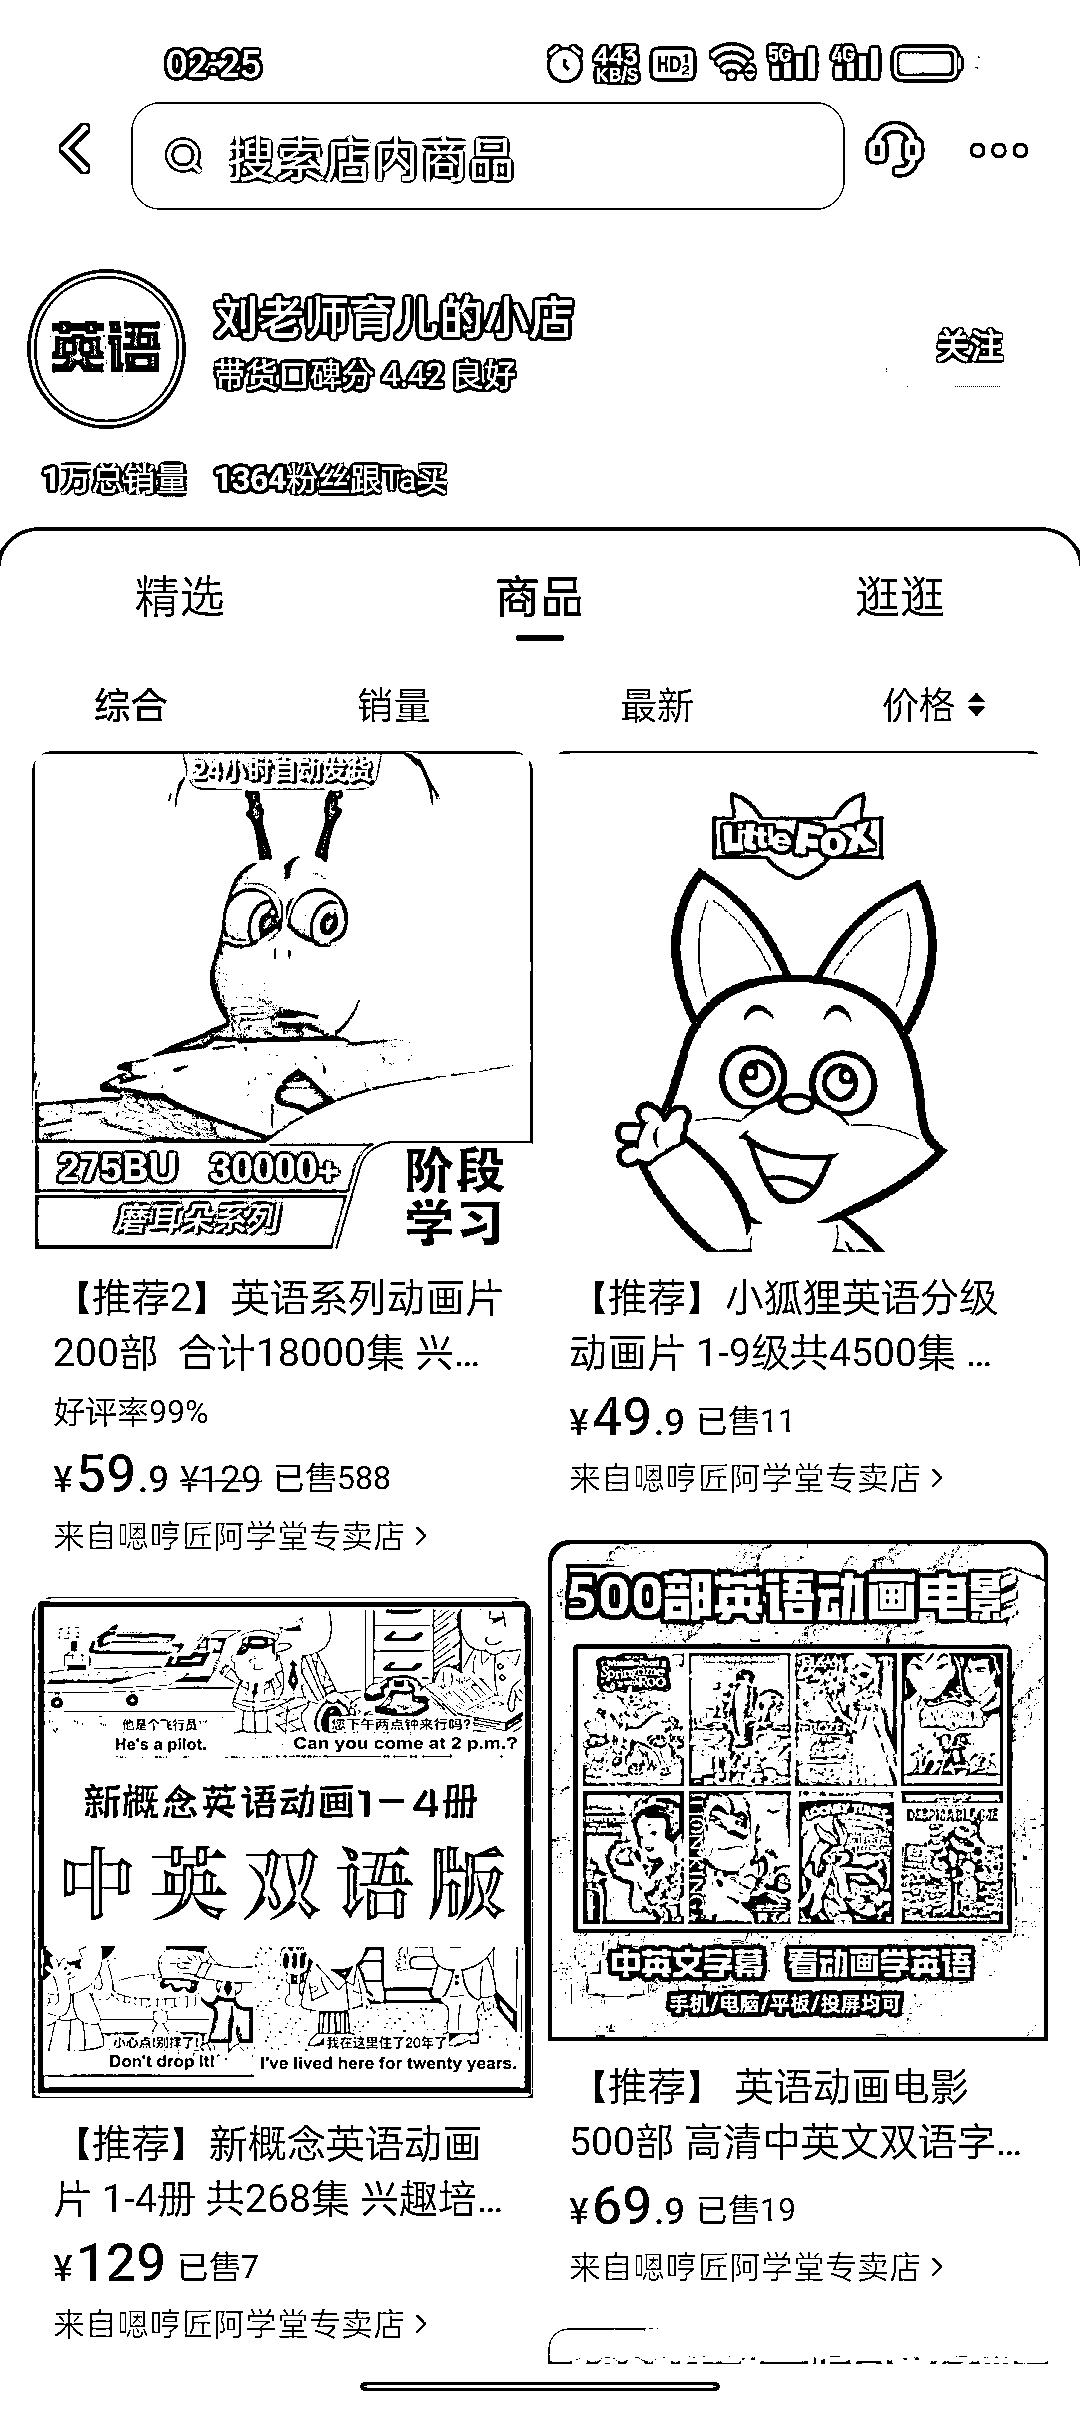 02:25
443 KB/S HD 1 2 5G 4G
搜索店内商品
英语
刘老师育儿的小店
带货口碑分 4.42 良好
关注
1万总销量 1364粉丝跟Ta买
精选 商品 逛逛
综合 销量 最新 价格
24小时自动发货
275BU 30000+
磨耳朵系列
阶段
学习
【推荐2】英语系列动画片
200部 合计18000集 兴...
好评率99%
¥59.9 ¥129 已售588
来自嗯哼匠阿学堂专卖店
Little Fox
【推荐】小狐狸英语分级
动画片 1-9级共4500集 ...
¥49.9 已售11
来自嗯哼匠阿学堂专卖店
他是个飞行员
He's a pilot.
您下午两点钟来行吗?
Can you come at 2 p.m.?
新概念英语动画1－4册
中英双语版
小心点!别摔了!
Don't drop it!
我在这里住了20年了
I've lived here for twenty years.
【推荐】新概念英语动画
片 1-4册 共268集 兴趣培...
¥129 已售7
来自嗯哼匠阿学堂专卖店
500部英语动画电影
Springtime
ROO
LOONEY TUNES
DESPICABLE ME
中英文字幕 看动画学英语
手机/电脑/平板/投屏均可
【推荐】 英语动画电影
500部 高清中英文双语字...
¥69.9 已售19
来自嗯哼匠阿学堂专卖店